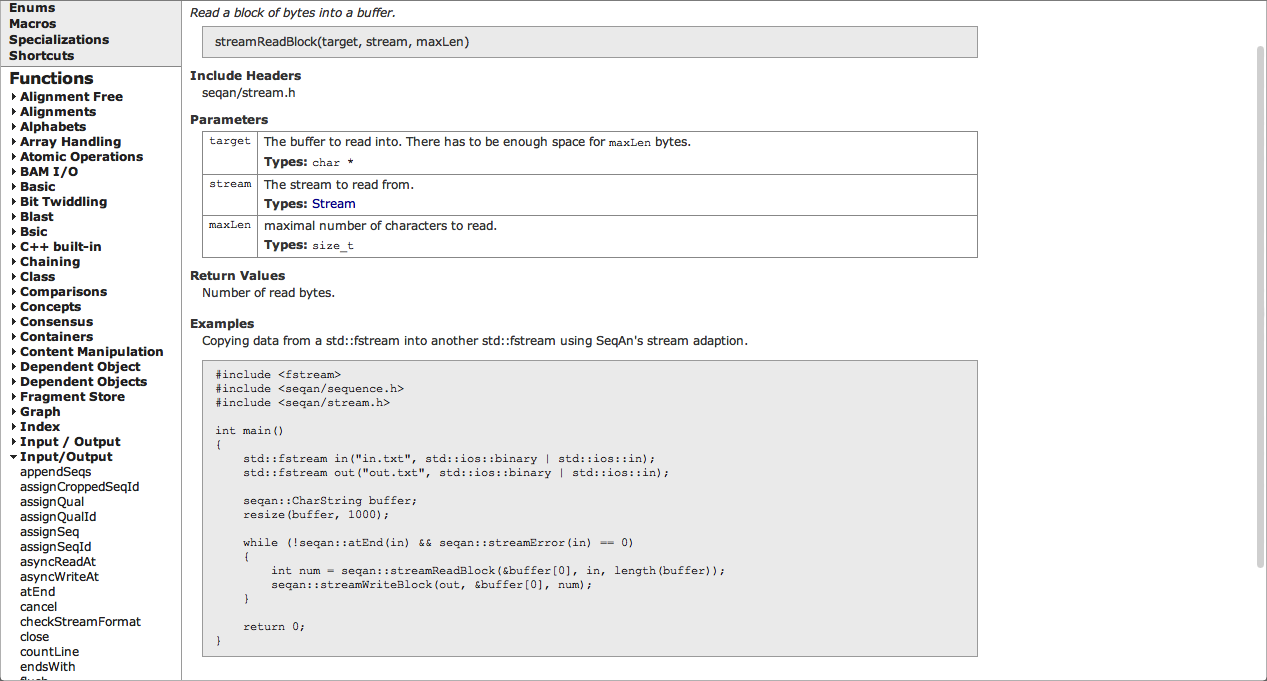 Enums
Macros
Specializations
Shortcuts
Functions
Alignment Free
Alignments
Alphabets
Array Handling
Atomic Operations
BAM I/O
Basic
Bit Twiddling
Blast
Bsic
C++ built-in
Chaining
Class
Comparisons
Concepts
Consensus
Containers
Content Manipulation
Dependent Object
Dependent Objects
Fragment Store
Graph
Index
Input / Output
Input/Output
appendSeqs
assignCroppedSeqId
assignQual
assignQualId
assignSeq
assignSeqId
asyncReadAt
asyncWriteAt
atEnd
cancel
checkStreamFormat
close
countLine
endsWith
Read a block of bytes into a buffer.
streamReadBlock(target, stream, maxLen)
Include Headers
seqan/stream.h
Parameters
target The buffer to read into. There has to be enough space for maxLen bytes.
Types: char *
stream The stream to read from.
Types: Stream
maxLen maximal number of characters to read.
Types: size_t
Return Values
Number of read bytes.
Examples
Copying data from a std::fstream into another std::fstream using SeqAn's stream adaption.
#include <fstream>
#include <seqan/sequence.h>
#include <seqan/stream.h>
int main()
{
std::fstream in("in.txt", std::ios::binary | std::ios::in);
std::fstream out("out.txt", std::ios::binary | std::ios::in);
seqan::CharString buffer;
resize(buffer, 1000);
while (!seqan::atEnd(in) && seqan::streamError(in) == 0)
{
int num = seqan::streamReadBlock(&buffer[0], in, length(buffer));
seqan::streamWriteBlock(out, &buffer[0], num);
}
return 0;
}